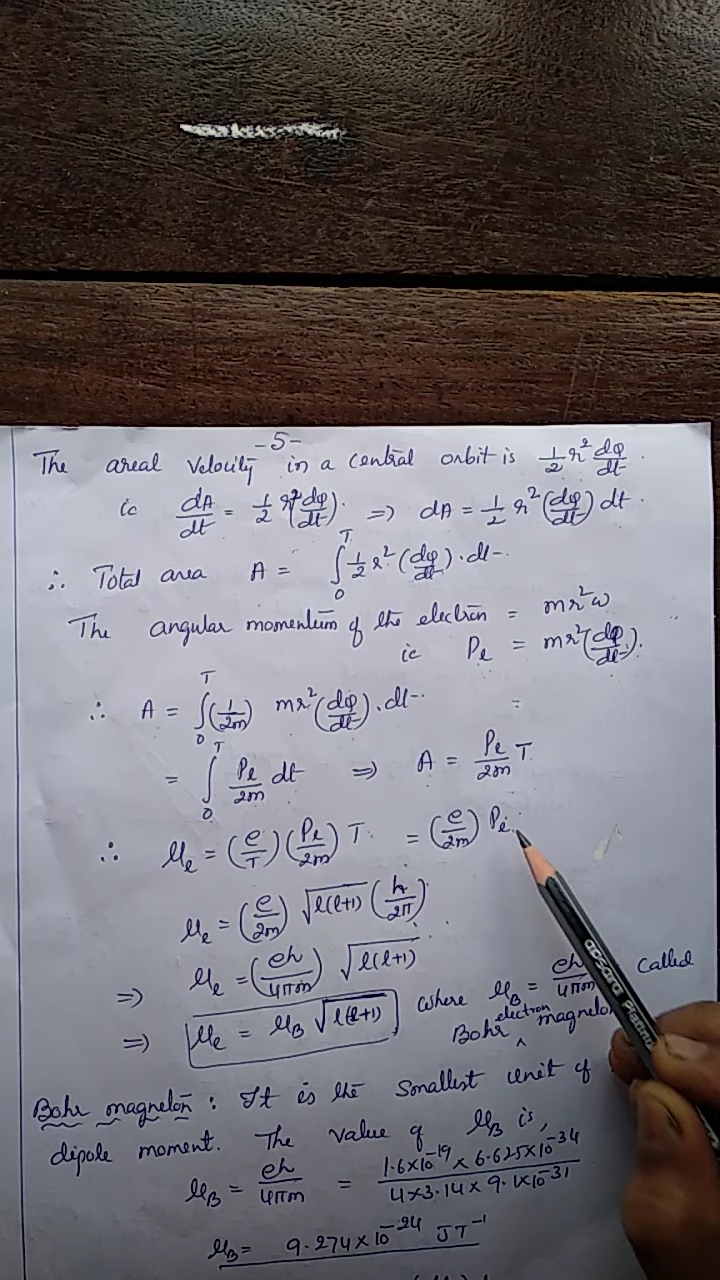 -5-
The areal velocity in a central orbit is 1/2 r² dφ/dt.
ie dA/dt = 1/2 r²(dφ/dt). ⇒ dA = 1/2 r² (dφ/dt) dt.
∴ Total area A = ∫₀ᵀ 1/2 r² (dφ/dt) . dt.
The angular momentum of the electron = mr²ω
ie Pₗ = mr²(dφ/dt).
∴ A = ∫₀ᵀ (1/2m) mr² (dφ/dt) . dt.
= ∫₀ᵀ Pₗ/2m dt ⇒ A = Pₗ/2m T
∴ μₗ = (e/T) (Pₗ/2m) T. = (e/2m) Pₗ.
μₗ = (e/2m) √l(l+1) (h/2π).
⇒ μₗ = (eh/4πm) √l(l+1).
⇒ μₗ = μB √l(l+1) where μB = eh/4πm called
Bohr electron magneton
Bohr magneton : It is the smallest unit of
dipole moment. The value of μB is,
μB = eh/4πm = 1.6×10⁻¹⁹ × 6.625×10⁻³⁴ / 4×3.14× 9.1×10⁻³¹
μB = 9.274×10⁻²⁴ JT⁻¹
apsara